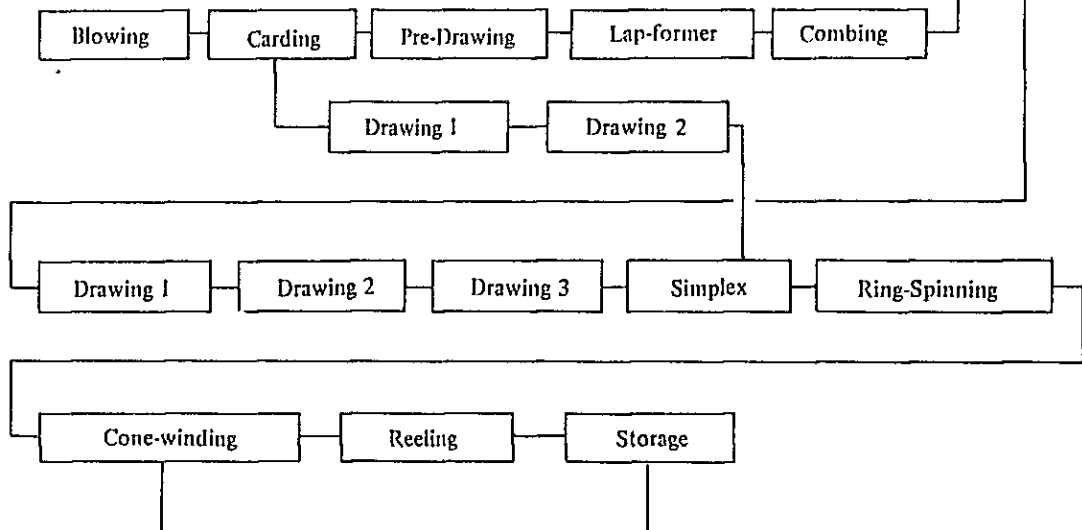 Blowing Carding Pre-Drawing Lap-former Combing
Drawing 1 Drawing 2
Drawing 1 Drawing 2 Drawing 3 Simplex Ring-Spinning
Cone-winding Reeling Storage